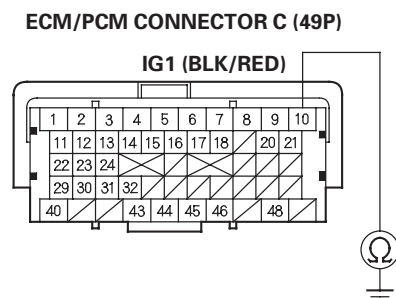 ECM/PCM CONNECTOR C (49P)
IG1 (BLK/RED)
1 2 3 4 5 6 7 8 9 10
11 12 13 14 15 16 17 18 20 21
22 23 24
29 30 31 32
40 43 44 45 46 48
Ω